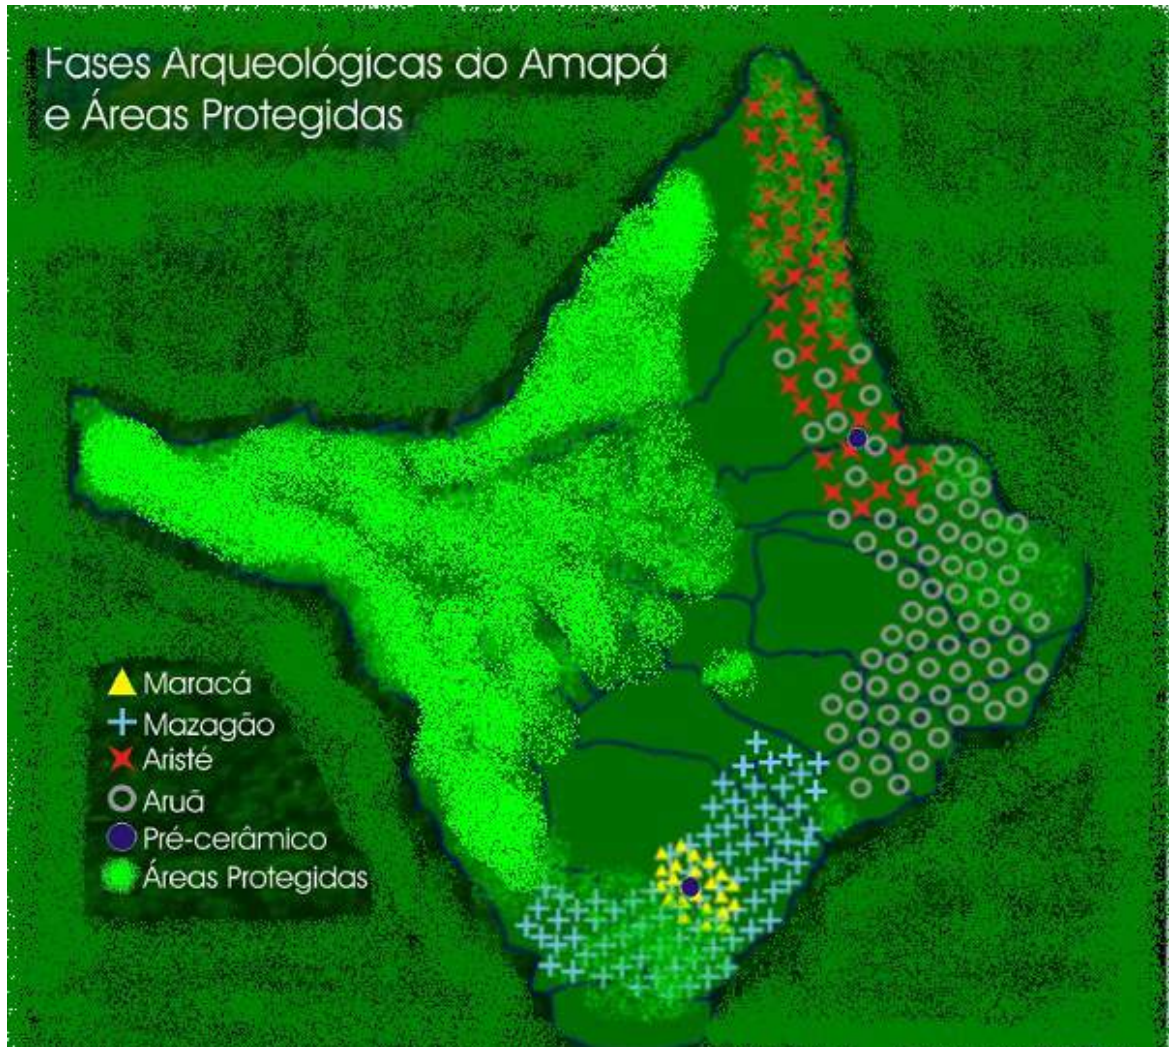 Fases Arqueológicas do Amapá
e Áreas Protegidas
Maracá
Mazagão
Aristé
Aruã
Pré-cerâmico
Áreas Protegidas